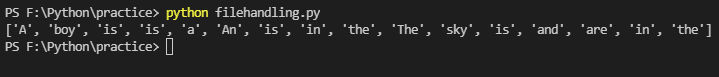 PS F:\Python\practice> python filehandling.py
['A', 'boy', 'is', 'is', 'a', 'An', 'is', 'in', 'the', 'The', 'sky', 'is', 'and', 'are', 'in', 'the']
PS F:\Python\practice>